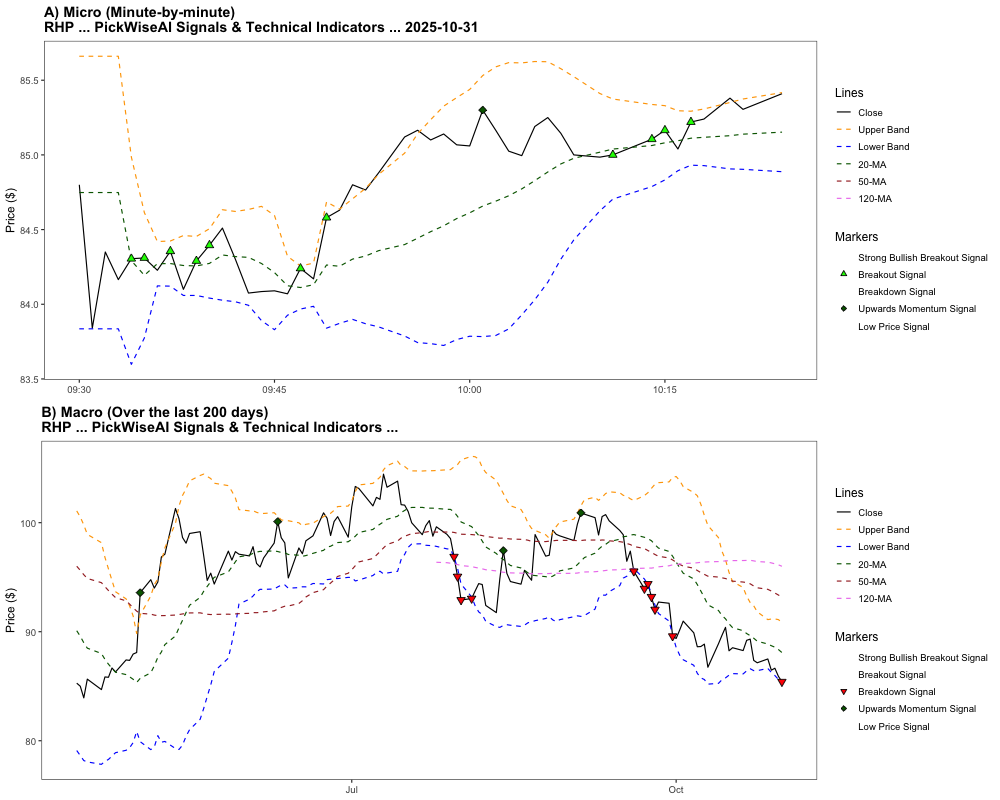 A) Micro (Minute-by-minute)
RHP ... PickWiseAI Signals & Technical Indicators ... 2025-10-31
Price ($)
85.5
85.0
84.5
84.0
83.5
09:30
09:45
10:00
10:15
Lines
Close
Upper Band
Lower Band
20-MA
50-MA
120-MA
Markers
Strong Bullish Breakout Signal
Breakout Signal
Breakdown Signal
Upwards Momentum Signal
Low Price Signal
B) Macro (Over the last 200 days)
RHP ... PickWiseAI Signals & Technical Indicators ...
Price ($)
100
90
80
Jul
Oct
Lines
Close
Upper Band
Lower Band
20-MA
50-MA
120-MA
Markers
Strong Bullish Breakout Signal
Breakout Signal
Breakdown Signal
Upwards Momentum Signal
Low Price Signal